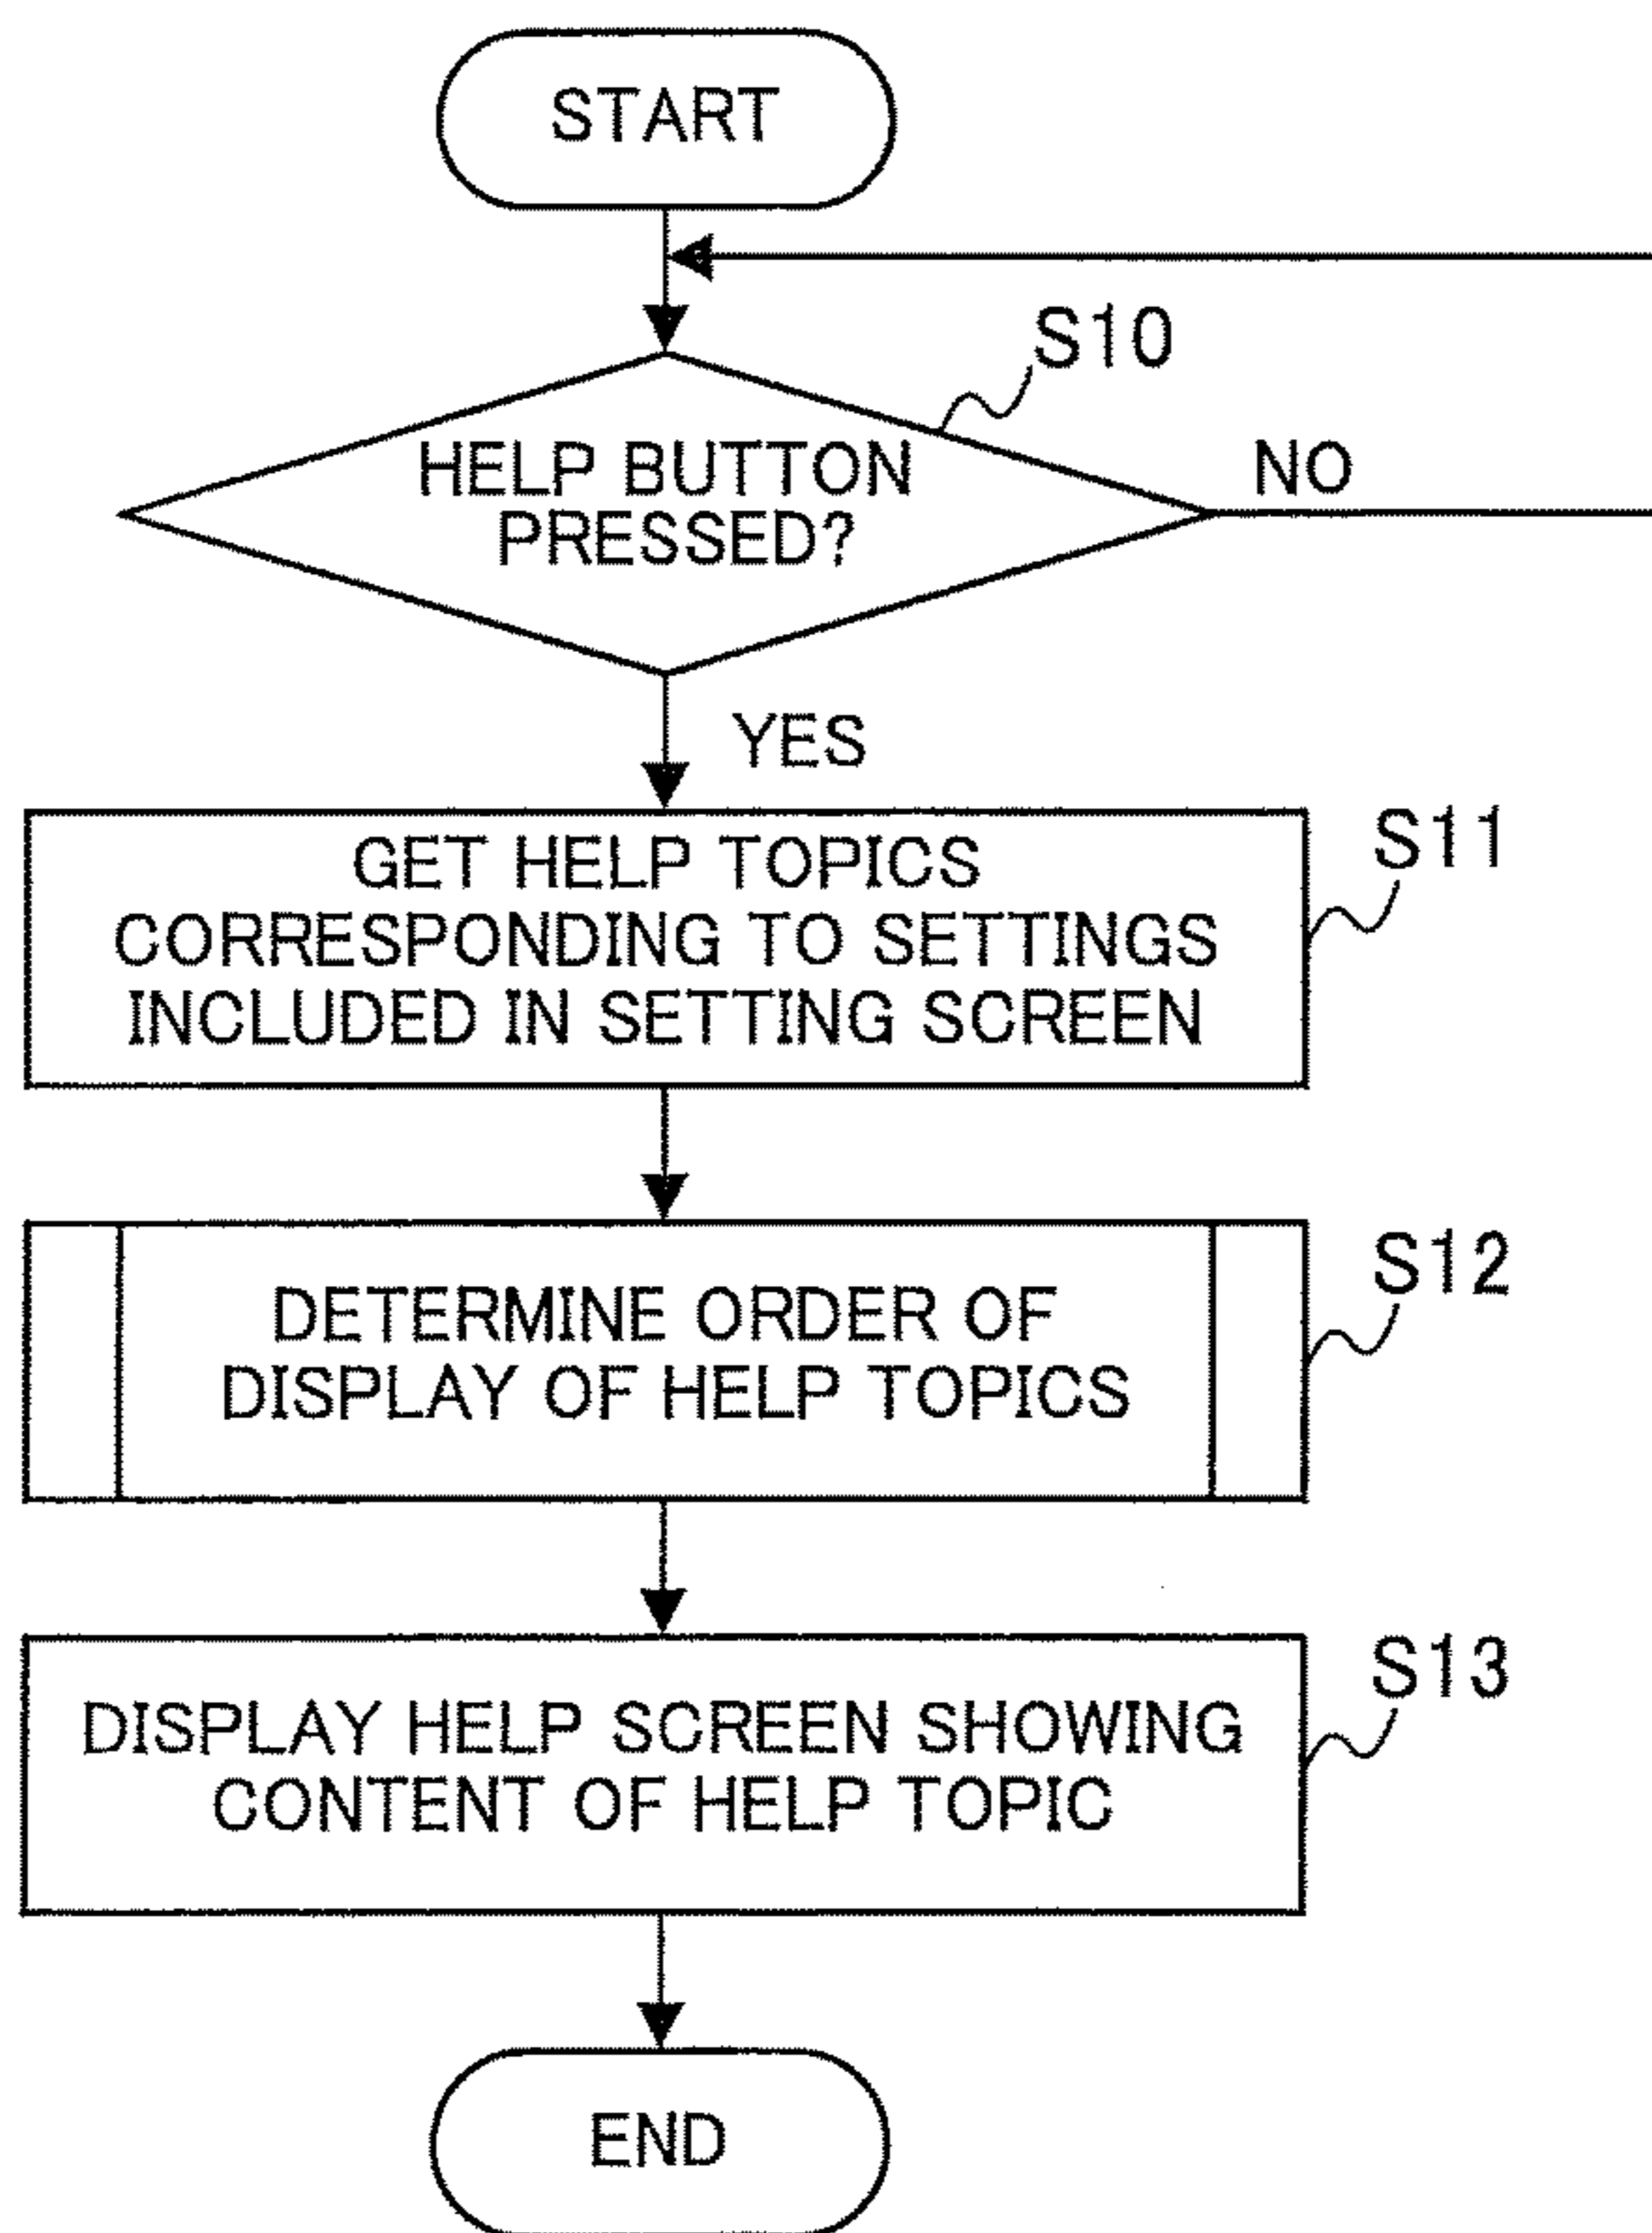 START
S10
HELP BUTTON
PRESSED?
NO
YES
GET HELP TOPICS
CORRESPONDING TO SETTINGS
INCLUDED IN SETTING SCREEN
S11
DETERMINE ORDER OF
DISPLAY OF HELP TOPICS
S12
DISPLAY HELP SCREEN SHOWING
CONTENT OF HELP TOPIC
S13
END